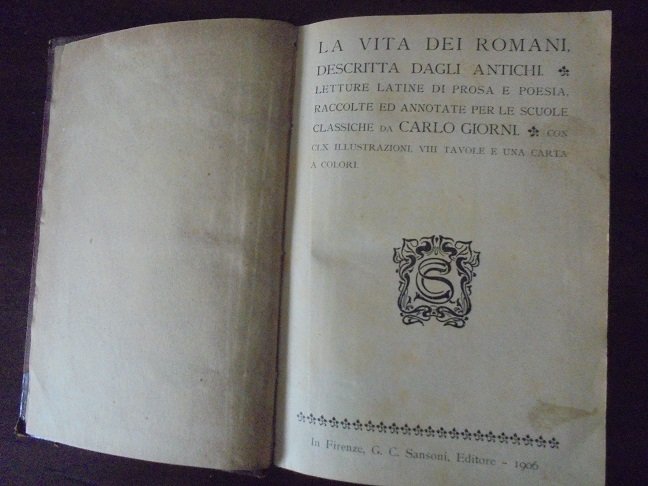 LA VITA DEI ROMANI,
DESCRITTA DAGLI ANTICHI.
LETTURE LATINE DI PROSA E POESIA,
RACCOLTE ED ANNOTATE PER LE SCUOLE
CLASSICHE DA CARLO GIORNI. CON
CLX ILLUSTRAZIONI, VIII TAVOLE E UNA CARTA
A COLORI.
In Firenze, G. C. Sansoni, Editore - 1906